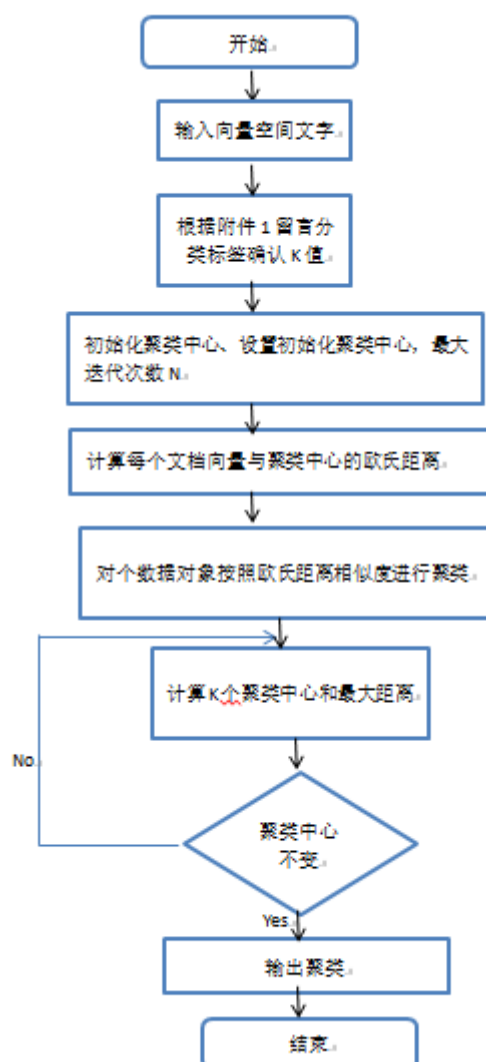 开始
输入向量空间文字
根据附件1留言分
类标签确认K值
初始化聚类中心、设置初始化聚类中心，最大
迭代次数N
计算每个文档向量与聚类中心的欧氏距离
对个数据对象按照欧氏距离相似度进行聚类
计算K个聚类中心和最大距离
No
聚类中心
不变
Yes
输出聚类
结束